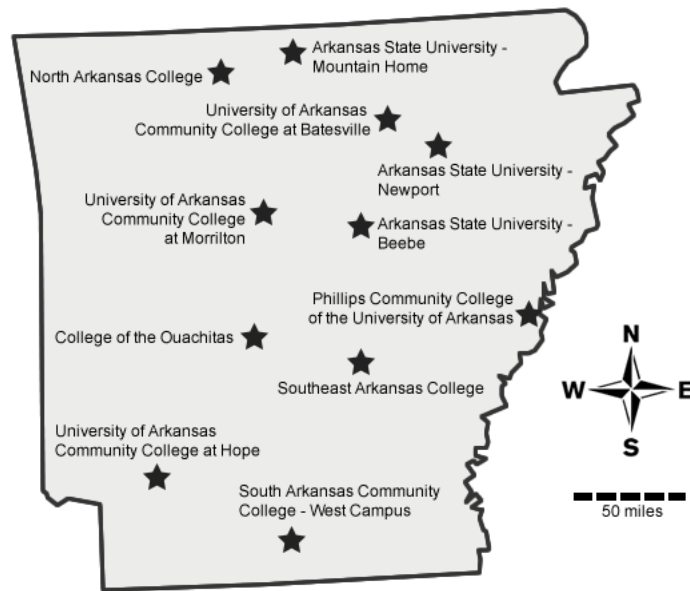 Arkansas State University -
Mountain Home
North Arkansas College
University of Arkansas
Community College at Batesville
Arkansas State University -
Newport
University of Arkansas
Community College
at Morrilton
Arkansas State University -
Beebe
Phillips Community College
of the University of Arkansas
College of the Ouachitas
Southeast Arkansas College
University of Arkansas
Community College at Hope
South Arkansas Community
College - West Campus
N
W
E
S
50 miles